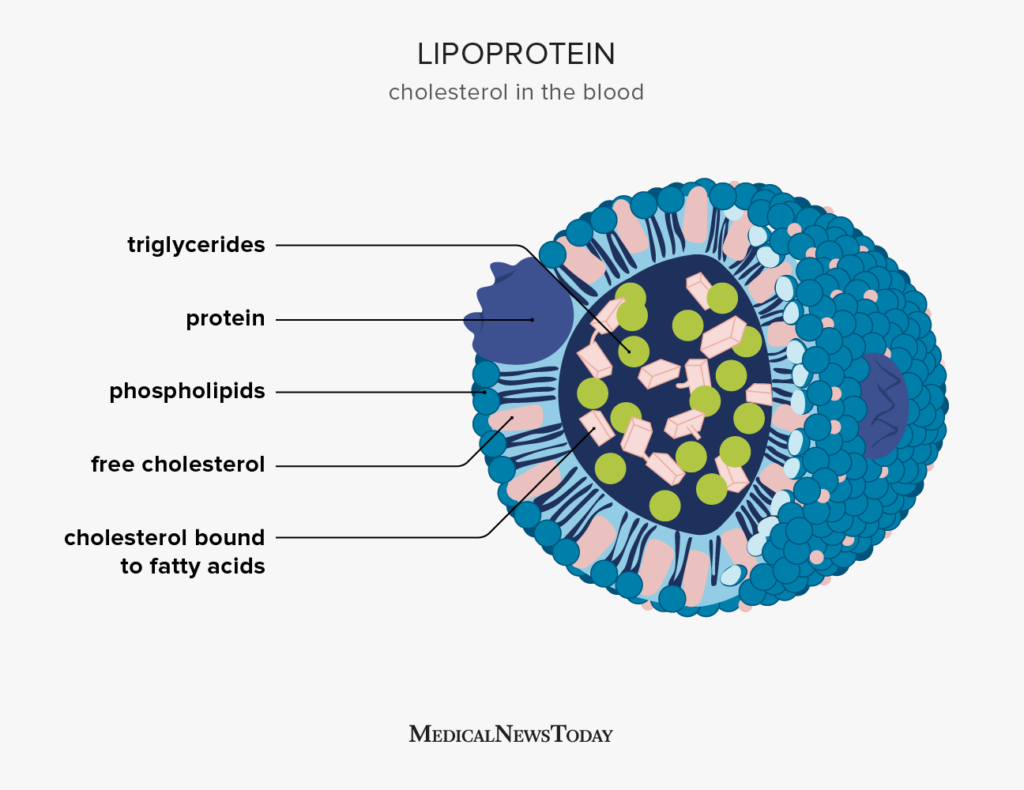 LIPOPROTEIN
cholesterol in the blood
triglycerides
protein
phospholipids
free cholesterol
cholesterol bound
to fatty acids
MEDICALNEWSTODAY